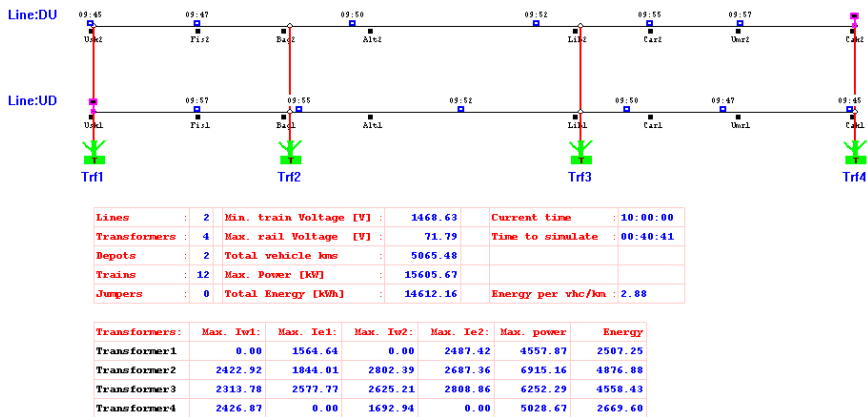 Line:DU
09:45 09:47 09:50 09:52 09:55 09:57
Usk2 Fis2 Bag2 Alt2 Lib2 Car2 Umr2 Cak2
Line:UD
09:57 09:55 09:52 09:50 09:47 09:45
Usk1 Fis1 Bag1 Alt1 Lib1 Car1 Umr1 Cak1
Trf1 Trf2 Trf3 Trf4
Lines : 2 Min. train Voltage [V] : 1468.63 Current time : 10:00:00
Transformers : 4 Max. rail Voltage [V] : 71.79 Time to simulate : 00:40:41
Depots : 2 Total vehicle kms : 5065.48
Trains : 12 Max. Power [kW] : 15605.67
Jumpers : 0 Total Energy [kWh] : 14612.16 Energy per vhc/km : 2.88
Transformers: Max. Iw1: Max. Ie1: Max. Iw2: Max. Ie2: Max. power Energy
Transformer1 0.00 1564.64 0.00 2487.42 4557.87 2507.25
Transformer2 2422.92 1844.01 2802.39 2687.36 6915.16 4876.88
Transformer3 2313.78 2577.77 2625.21 2808.86 6252.29 4558.43
Transformer4 2426.87 0.00 1692.94 0.00 5028.67 2669.60